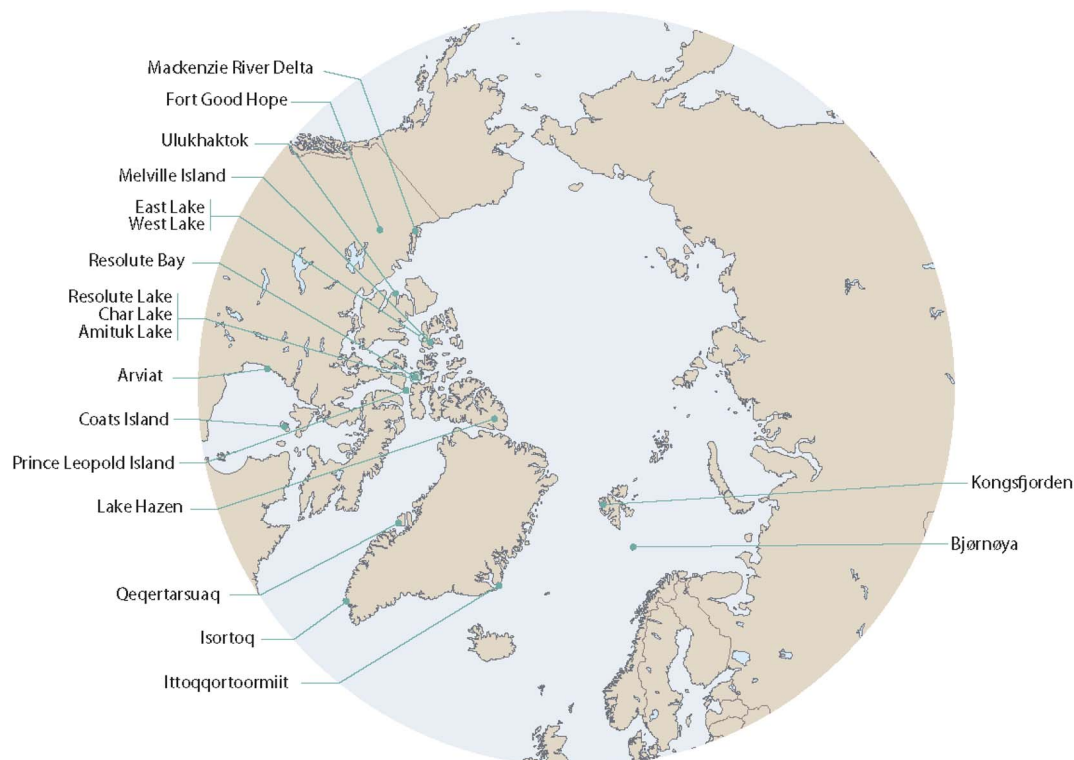 Mackenzie River Delta
Fort Good Hope
Ulukhaktok
Melville Island
East Lake
West Lake
Resolute Bay
Resolute Lake
Char Lake
Amituk Lake
Arviat
Coats Island
Prince Leopold Island
Lake Hazen
Qeqertarsuaq
Isortoq
Ittoqqortoormiit
Kongsfjorden
Bjørnøya